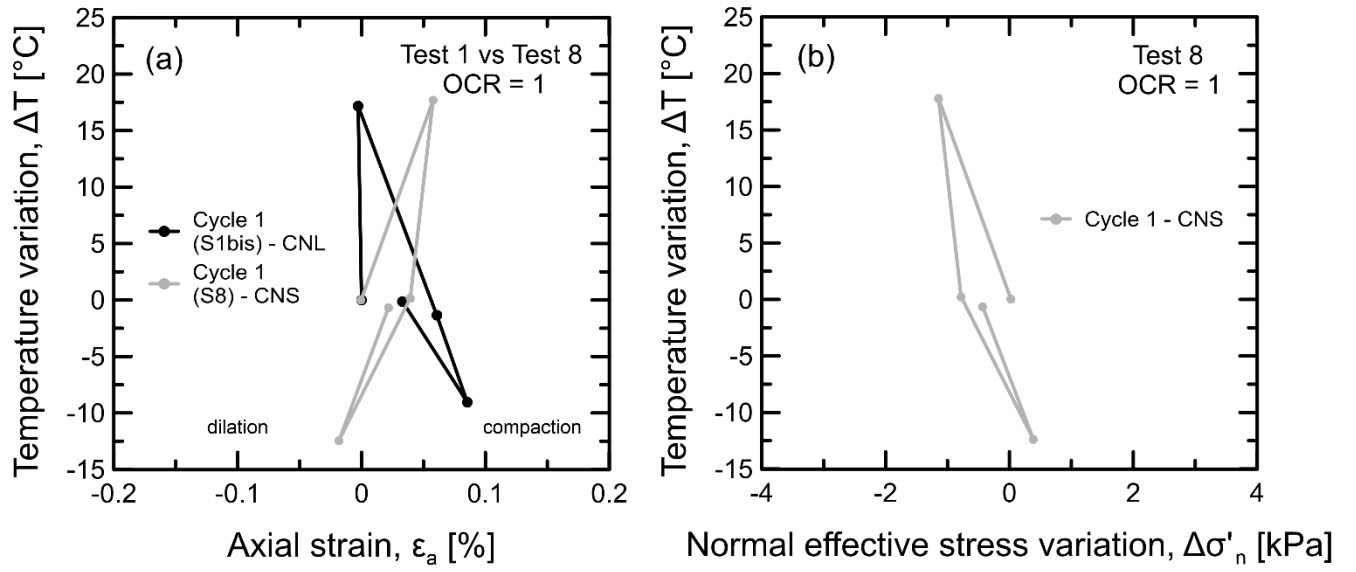 (a)
Test 1 vs Test 8
OCR = 1
Temperature variation, ΔT [°C]
25
20
15
10
5
0
-5
-10
-15
Cycle 1
(S1bis) - CNL
Cycle 1
(S8) - CNS
dilation
compaction
-0.2
-0.1
0
0.1
0.2
Axial strain, εa [%]
(b)
Test 8
OCR = 1
Temperature variation, ΔT [°C]
25
20
15
10
5
0
-5
-10
-15
Cycle 1 - CNS
-4
-2
0
2
4
Normal effective stress variation, Δσ'n [kPa]